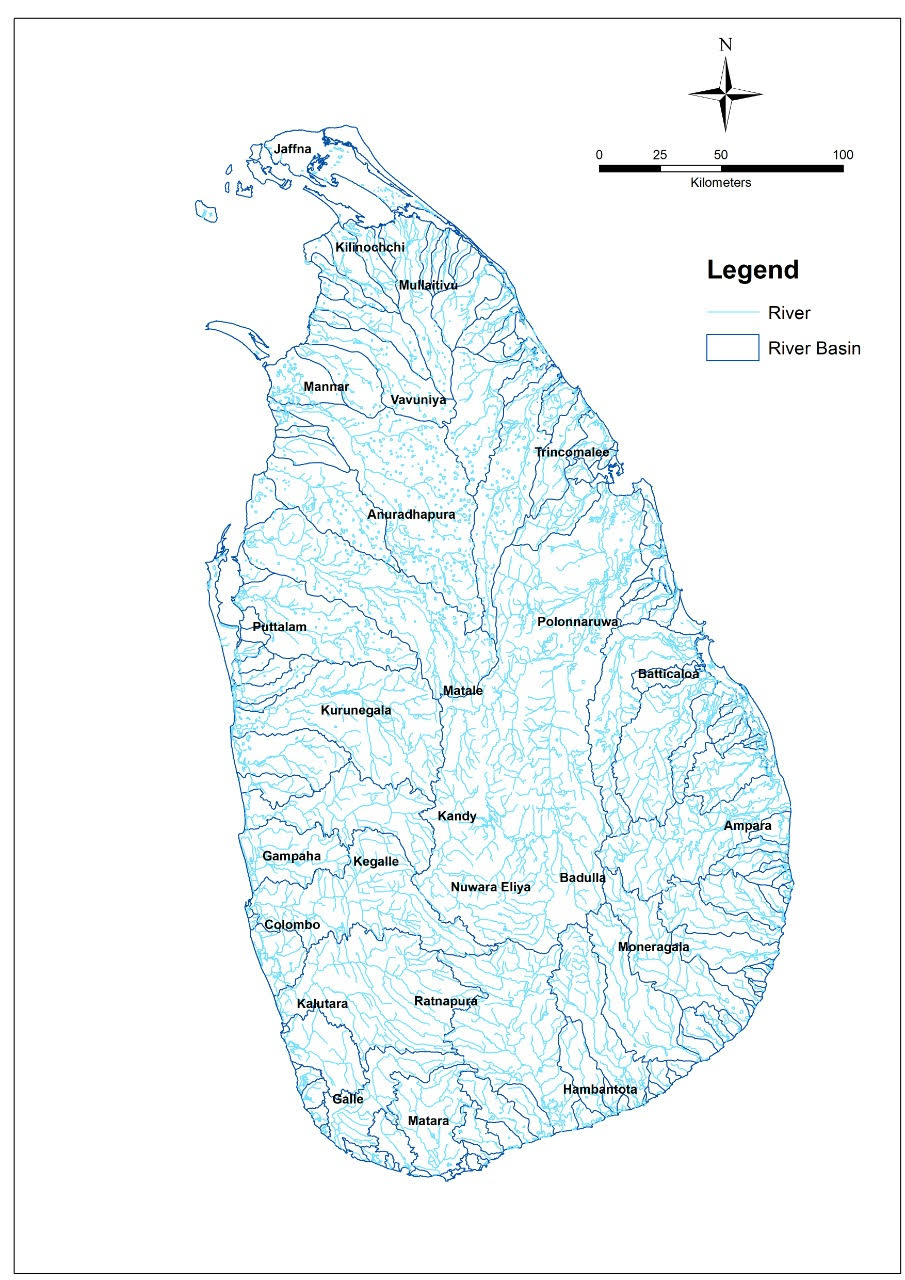 N
0 25 50 100
Kilometers
Jaffna
Kilinochchi
Legend
Mullaitivu
River
River Basin
Mannar
Vavuniya
Trincomalee
Anuradhapura
Puttalam
Polonnaruwa
Batticaloa
Matale
Kurunegala
Kandy
Ampara
Gampaha
Kegalle
Badulla
Nuwara Eliya
Colombo
Moneragala
Kalutara
Ratnapura
Hambantota
Galle
Matara